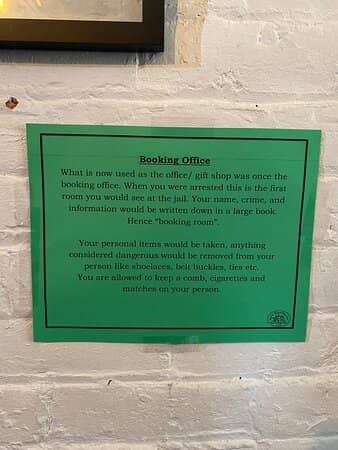 Booking Office
What is now used as the office/ gift shop was once the
booking office. When you were arrested this is the first
room you would see at the jail. Your name, crime, and
information would be written down in a large book.
Hence "booking room".
Your personal items would be taken, anything
considered dangerous would be removed from your
person like shoelaces, belt buckles, ties etc.
You are allowed to keep a comb, cigarettes and
matches on your person.